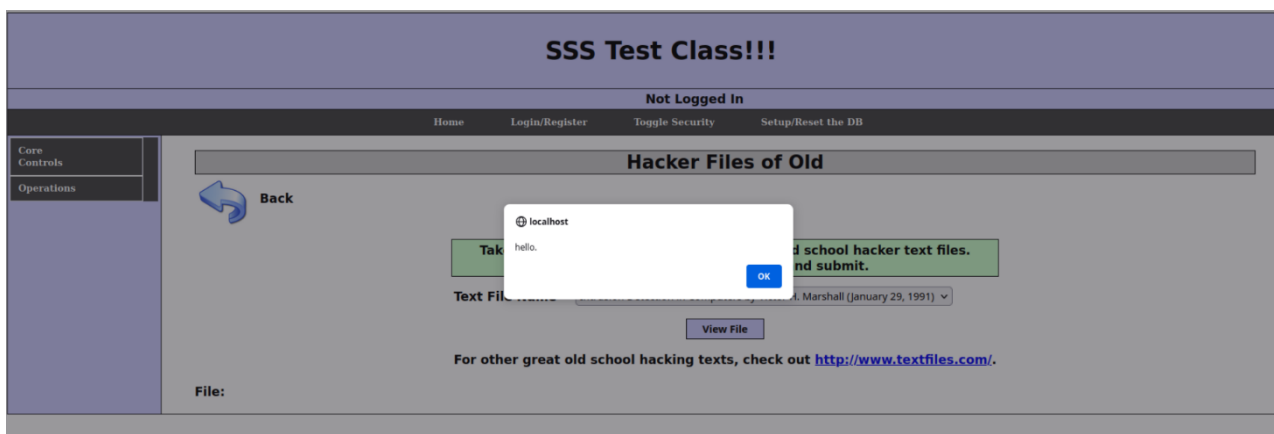 SSS Test Class!!!
Not Logged In
Home Login/Register Toggle Security Setup/Reset the DB
Core
Controls
Operations
Hacker Files of Old
Back
localhost
hello.
OK
Tak
d school hacker text files.
nd submit.
Text Fil
H. Marshall (January 29, 1991)
View File
For other great old school hacking texts, check out http://www.textfiles.com/.
File: